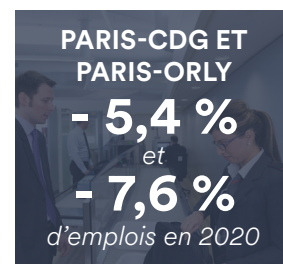 PARIS-CDG ET
PARIS-ORLY
- 5,4 %
et
- 7,6 %
d'emplois en 2020